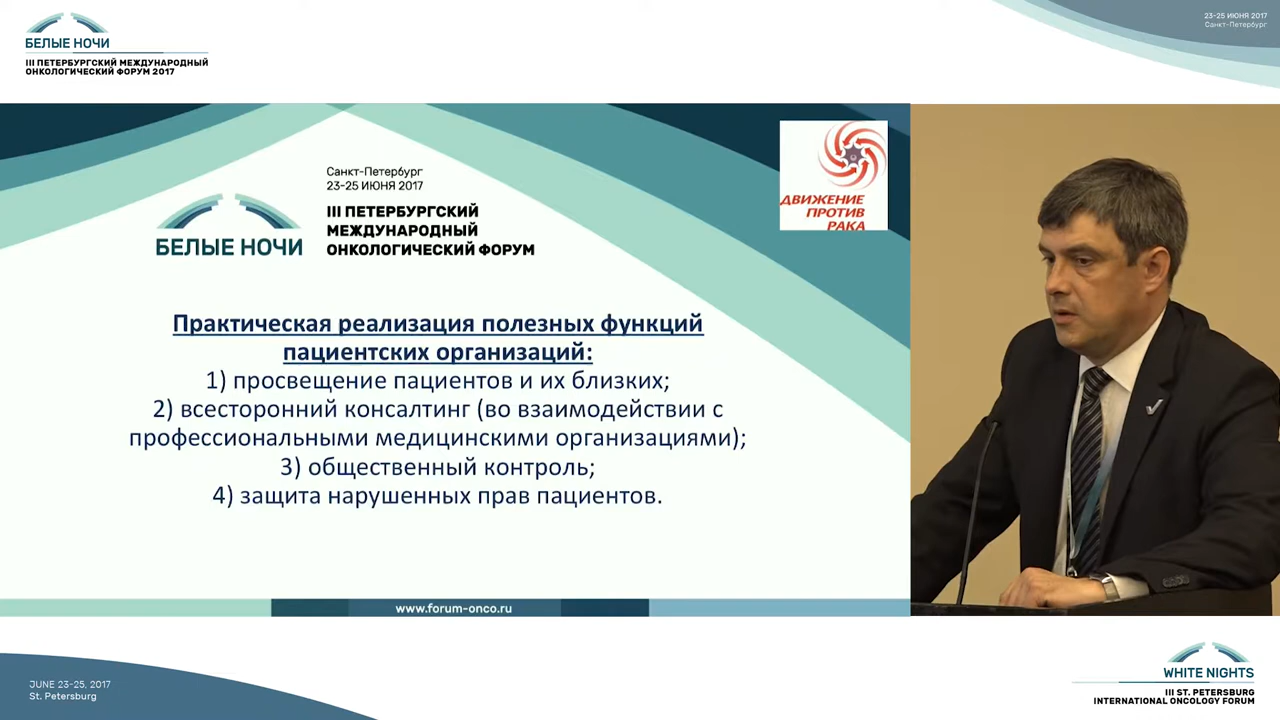 БЕЛЫЕ НОЧИ
III ПЕТЕРБУРГСКИЙ МЕЖДУНАРОДНЫЙ
ОНКОЛОГИЧЕСКИЙ ФОРУМ 2017
23-25 ИЮНЯ 2017
Санкт-Петербург
Санкт-Петербург
23-25 ИЮНЯ 2017
III ПЕТЕРБУРГСКИЙ
МЕЖДУНАРОДНЫЙ
ОНКОЛОГИЧЕСКИЙ ФОРУМ
БЕЛЫЕ НОЧИ
ДВИЖЕНИЕ
ПРОТИВ
РАКА
Практическая реализация полезных функций
пациентских организаций:
1) просвещение пациентов и их близких;
2) всесторонний консалтинг (во взаимодействии с
профессиональными медицинскими организациями);
3) общественный контроль;
4) защита нарушенных прав пациентов.
www.forum-onco.ru
JUNE 23-25, 2017
St. Petersburg
WHITE NIGHTS
III ST. PETERSBURG
INTERNATIONAL ONCOLOGY FORUM